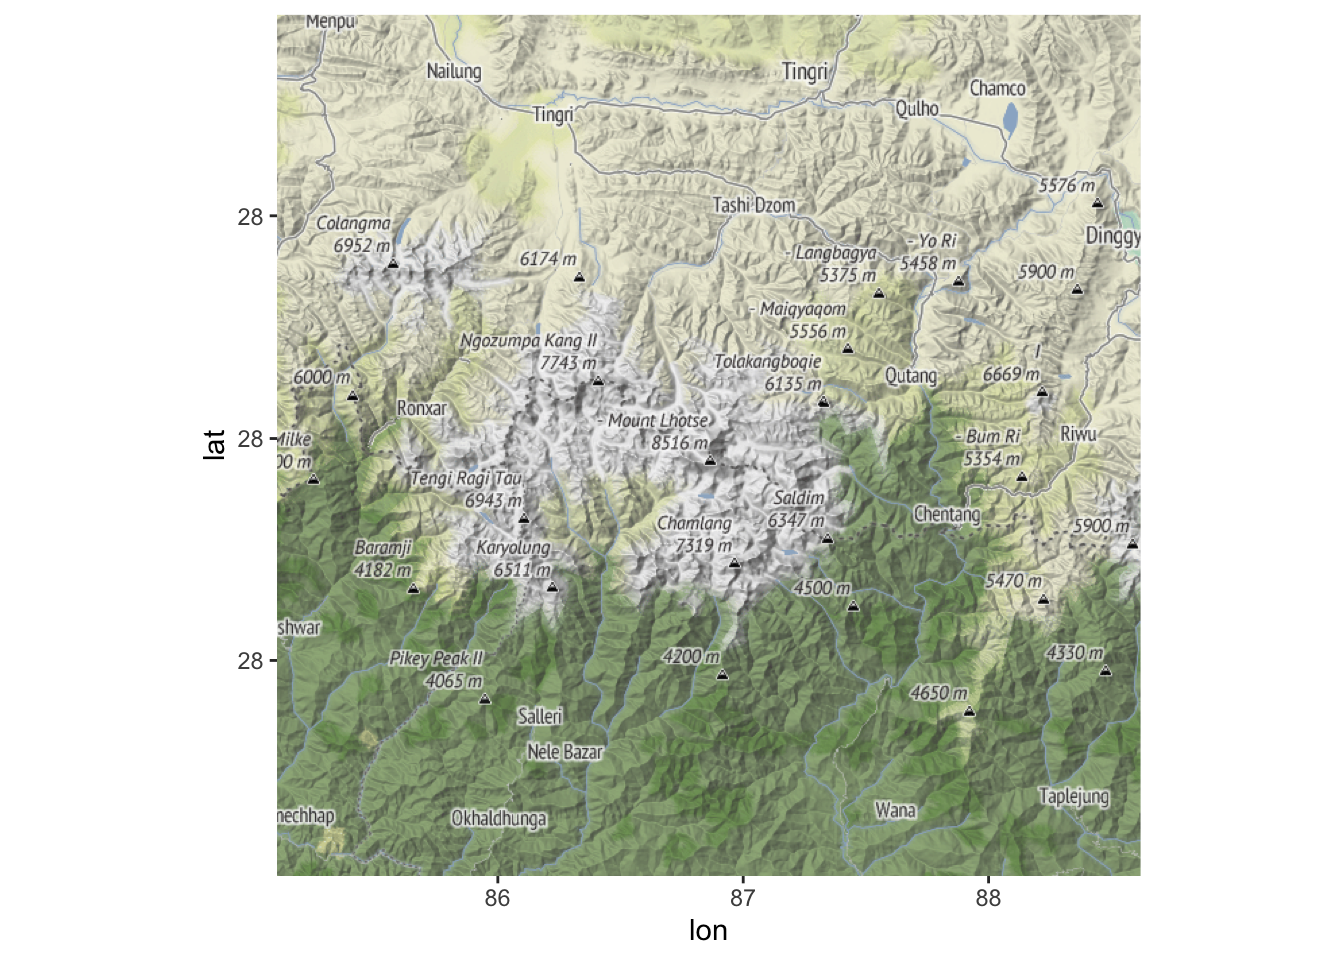 Menpu
Nailung
Tingri
Tingri
Chamco
Qulho
5576 m
Tashi Dzom
Colangma
6952 m
Dinggy
- Yo Ri
5458 m
- Langbagya
5375 m
6174 m
5900 m
- Maiqyaqom
5556 m
Ngozumpa Kang II
7743 m
Tolakangboqie
6135 m
6000 m
Qutang
6669 m
Ronxar
- Mount Lhotse
8516 m
Milke
00 m
- Bum Ri
5354 m
Riwu
Tengi Ragi Tau
6943 m
Saldim
6347 m
Chentang
Chamlang
7319 m
5900 m
Baramji
4182 m
Karyolung
6511 m
4500 m
5470 m
shwar
Pikey Peak II
4065 m
4200 m
4330 m
4650 m
Salleri
Nele Bazar
Okhaldhunga
Wana
Taplejung
nechhap
28
28
28
lat
86
87
88
lon